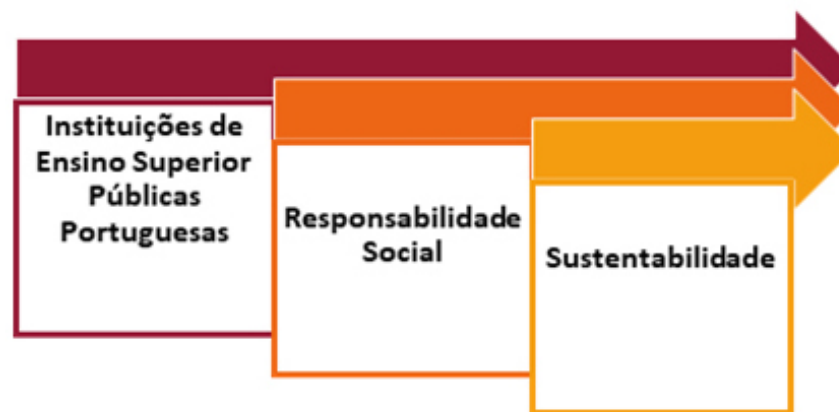 Instituições de
Ensino Superior
Públicas
Portuguesas
Responsabilidade
Social
Sustentabilidade